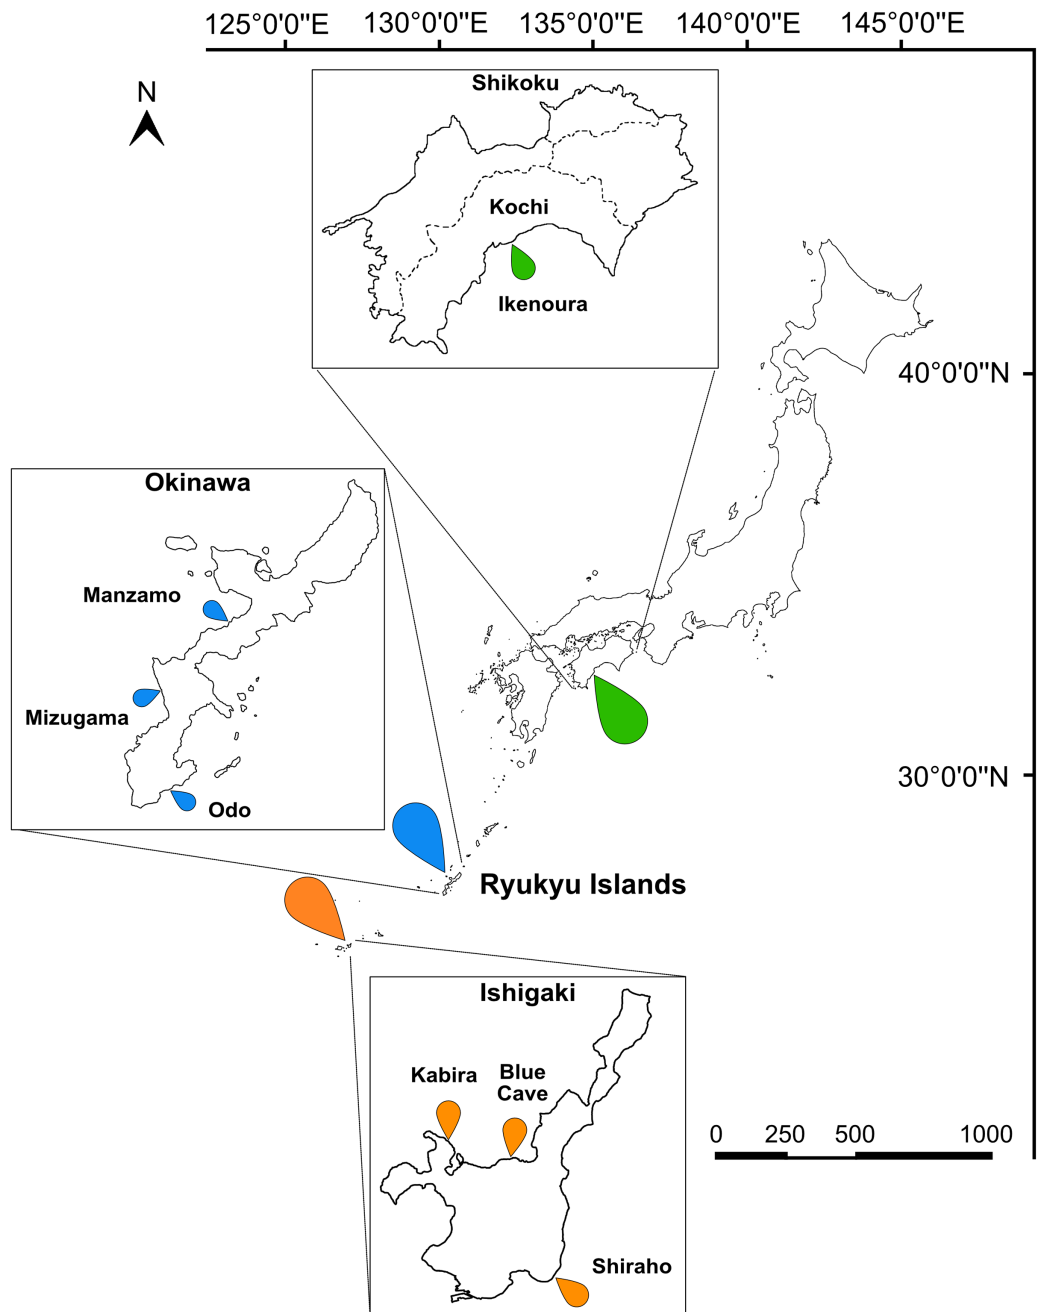 125°0'0"E 130°0'0"E 135°0'0"E 140°0'0"E 145°0'0"E
N
Shikoku
Kochi
Ikenoura
40°0'0"N
Okinawa
Manzamo
Mizugama
Odo
30°0'0"N
Ryukyu Islands
Ishigaki
Kabira
Blue
Cave
Shiraho
0 250 500 1000